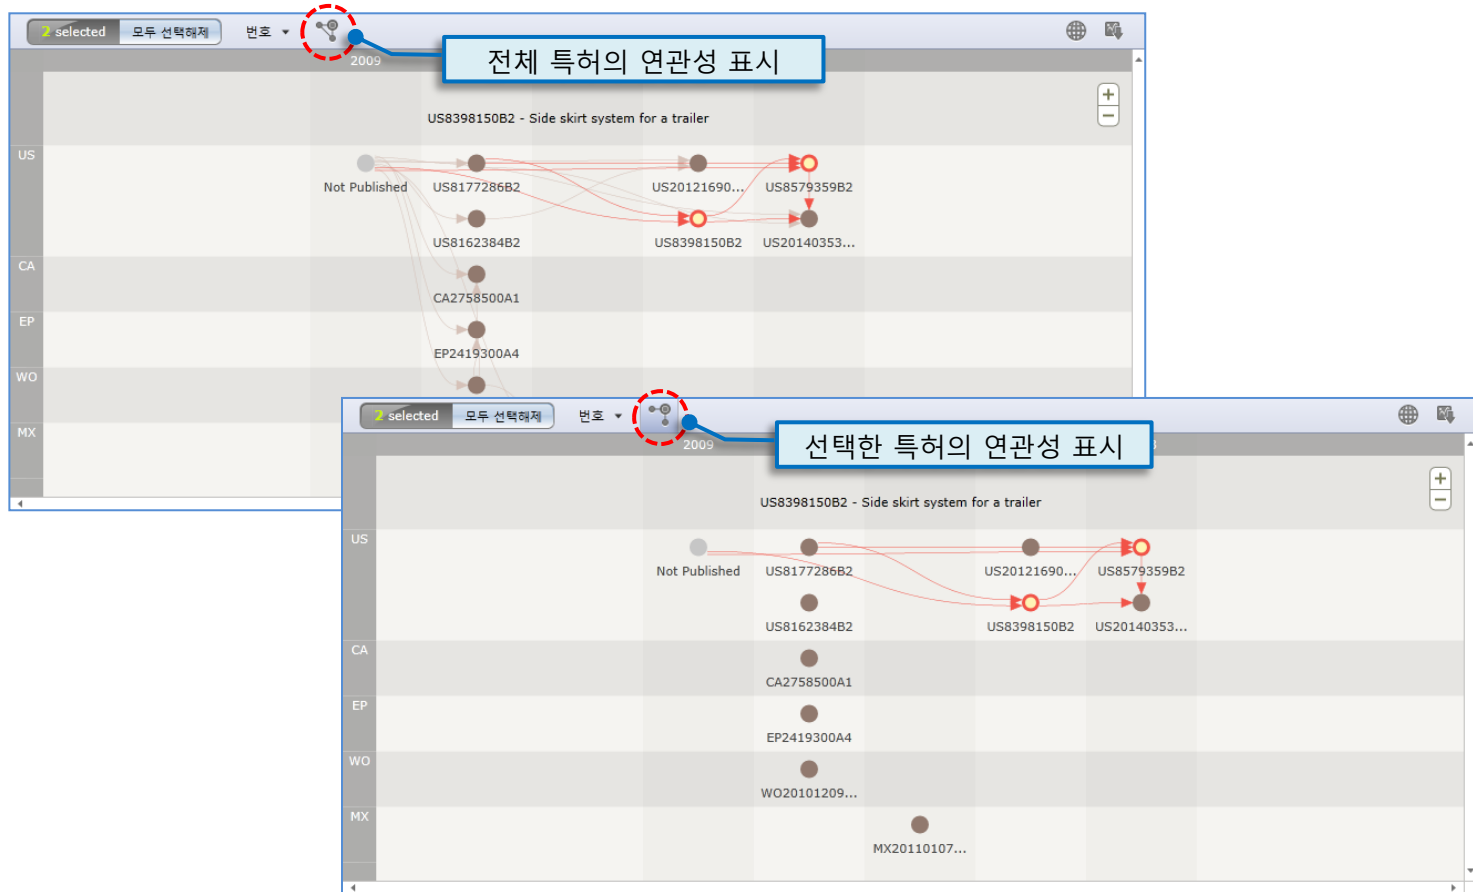 2 selected 모두 선택해제 번호
2009
전체 특허의 연관성 표시
US8398150B2 - Side skirt system for a trailer
US
Not Published US8177286B2 US20121690... US8579359B2
US8162384B2 US8398150B2 US20140353...
CA
CA2758500A1
EP
EP2419300A4
WO
MX
2 selected 모두 선택해제 번호
2009
선택한 특허의 연관성 표시
US8398150B2 - Side skirt system for a trailer
US
Not Published US8177286B2 US20121690... US8579359B2
US8162384B2 US8398150B2 US20140353...
CA
CA2758500A1
EP
EP2419300A4
WO
WO20101209...
MX
MX20110107...